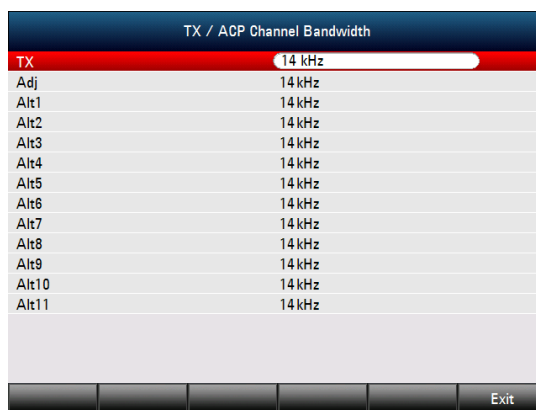 TX / ACP Channel Bandwidth
TX 14 kHz
Adj 14 kHz
Alt1 14 kHz
Alt2 14 kHz
Alt3 14 kHz
Alt4 14 kHz
Alt5 14 kHz
Alt6 14 kHz
Alt7 14 kHz
Alt8 14 kHz
Alt9 14 kHz
Alt10 14 kHz
Alt11 14 kHz
Exit